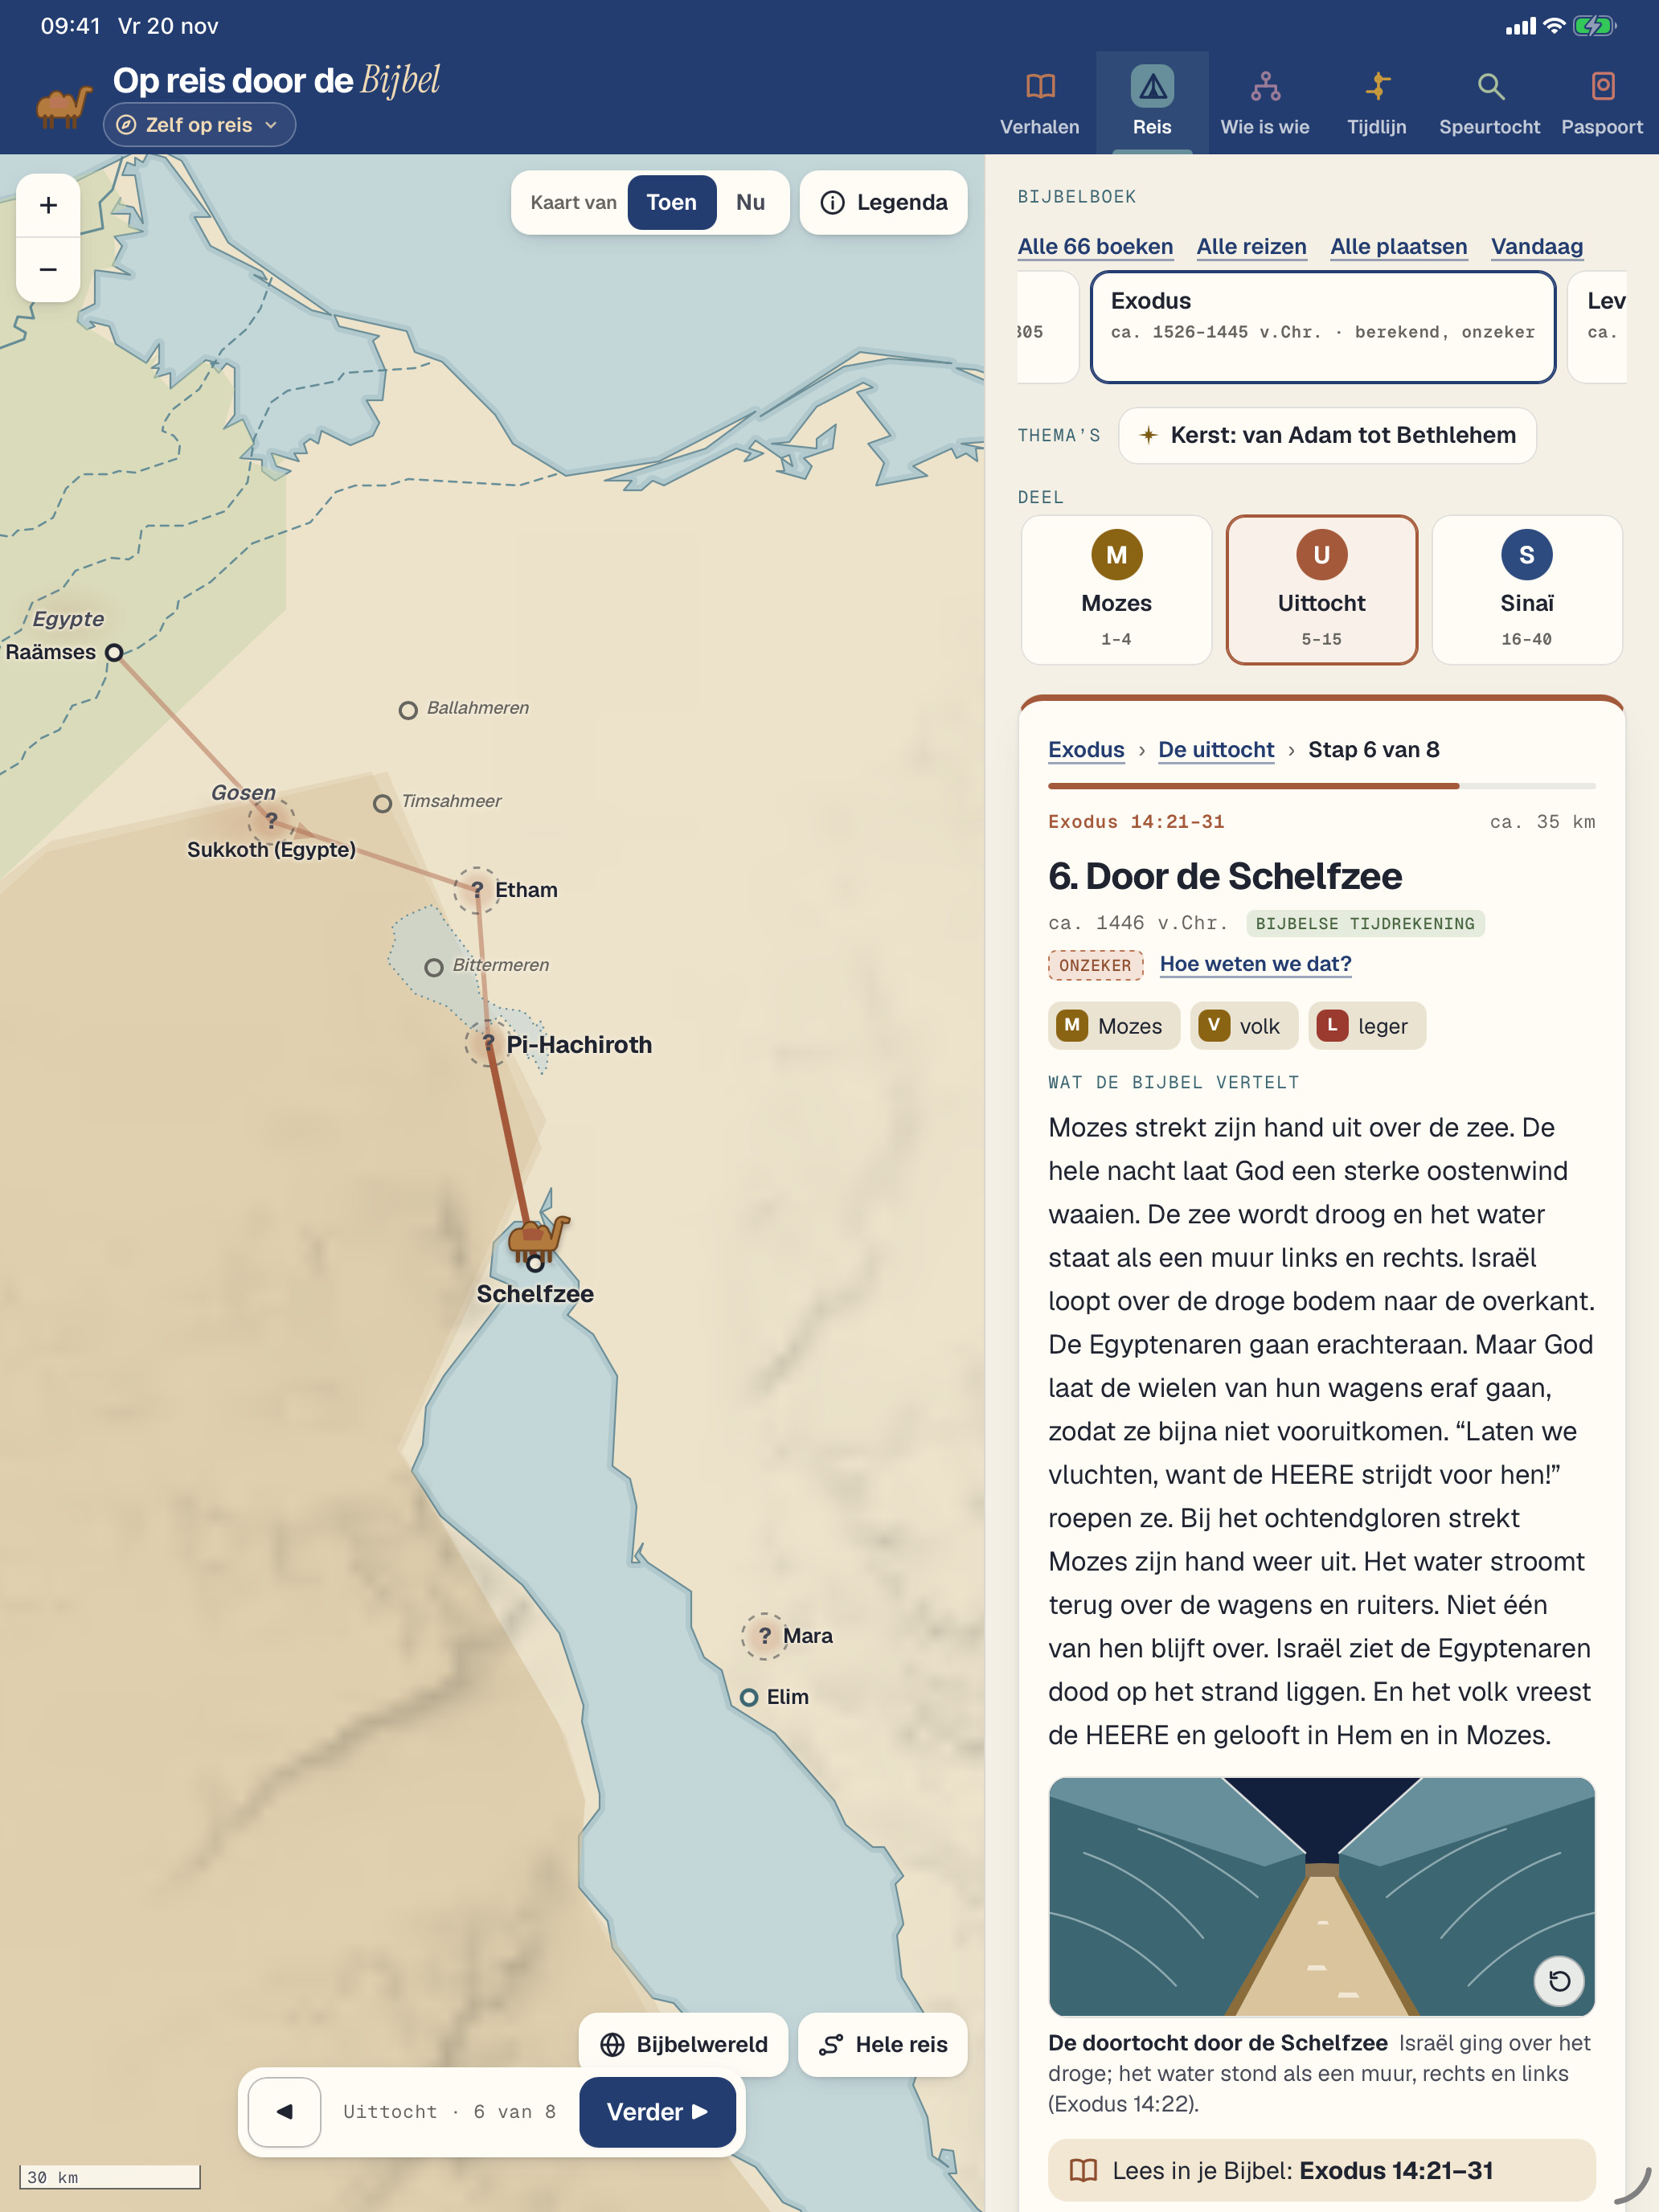 09:41 Vr 20 nov
Op reis door de Bijbel
Zelf op reis
Verhalen
Reis
Wie is wie
Tijdlijn
Speurtocht
Paspoort
+
−
Kaart van Toen Nu
Legenda
Egypte
Raämses
Ballahmeren
Gosen
Timsahmeer
?
Sukkoth (Egypte)
? Etham
Bittermeren
? Pi-Hachiroth
Schelfzee
? Mara
Elim
Bijbelwereld
Hele reis
Uittocht · 6 van 8
Verder
30 km
BIJBELBOEK
Alle 66 boeken Alle reizen Alle plaatsen Vandaag
Exodus
ca. 1526–1445 v.Chr. · berekend, onzeker
Lev
ca.
THEMA'S
Kerst: van Adam tot Bethlehem
DEEL
M
Mozes
1–4
U
Uittocht
5–15
S
Sinaï
16–40
Exodus › De uittocht › Stap 6 van 8
Exodus 14:21–31 ca. 35 km
6. Door de Schelfzee
ca. 1446 v.Chr. BIJBELSE TIJDREKENING
ONZEKER Hoe weten we dat?
M Mozes V volk L leger
WAT DE BIJBEL VERTELT
Mozes strekt zijn hand uit over de zee. De
hele nacht laat God een sterke oostenwind
waaien. De zee wordt droog en het water
staat als een muur links en rechts. Israël
loopt over de droge bodem naar de overkant.
De Egyptenaren gaan erachteraan. Maar God
laat de wielen van hun wagens eraf gaan,
zodat ze bijna niet vooruitkomen. “Laten we
vluchten, want de HEERE strijdt voor hen!”
roepen ze. Bij het ochtendgloren strekt
Mozes zijn hand weer uit. Het water stroomt
terug over de wagens en ruiters. Niet één
van hen blijft over. Israël ziet de Egyptenaren
dood op het strand liggen. En het volk vreest
de HEERE en gelooft in Hem en in Mozes.
De doortocht door de Schelfzee Israël ging over het
droge; het water stond als een muur, rechts en links
(Exodus 14:22).
Lees in je Bijbel: Exodus 14:21–31